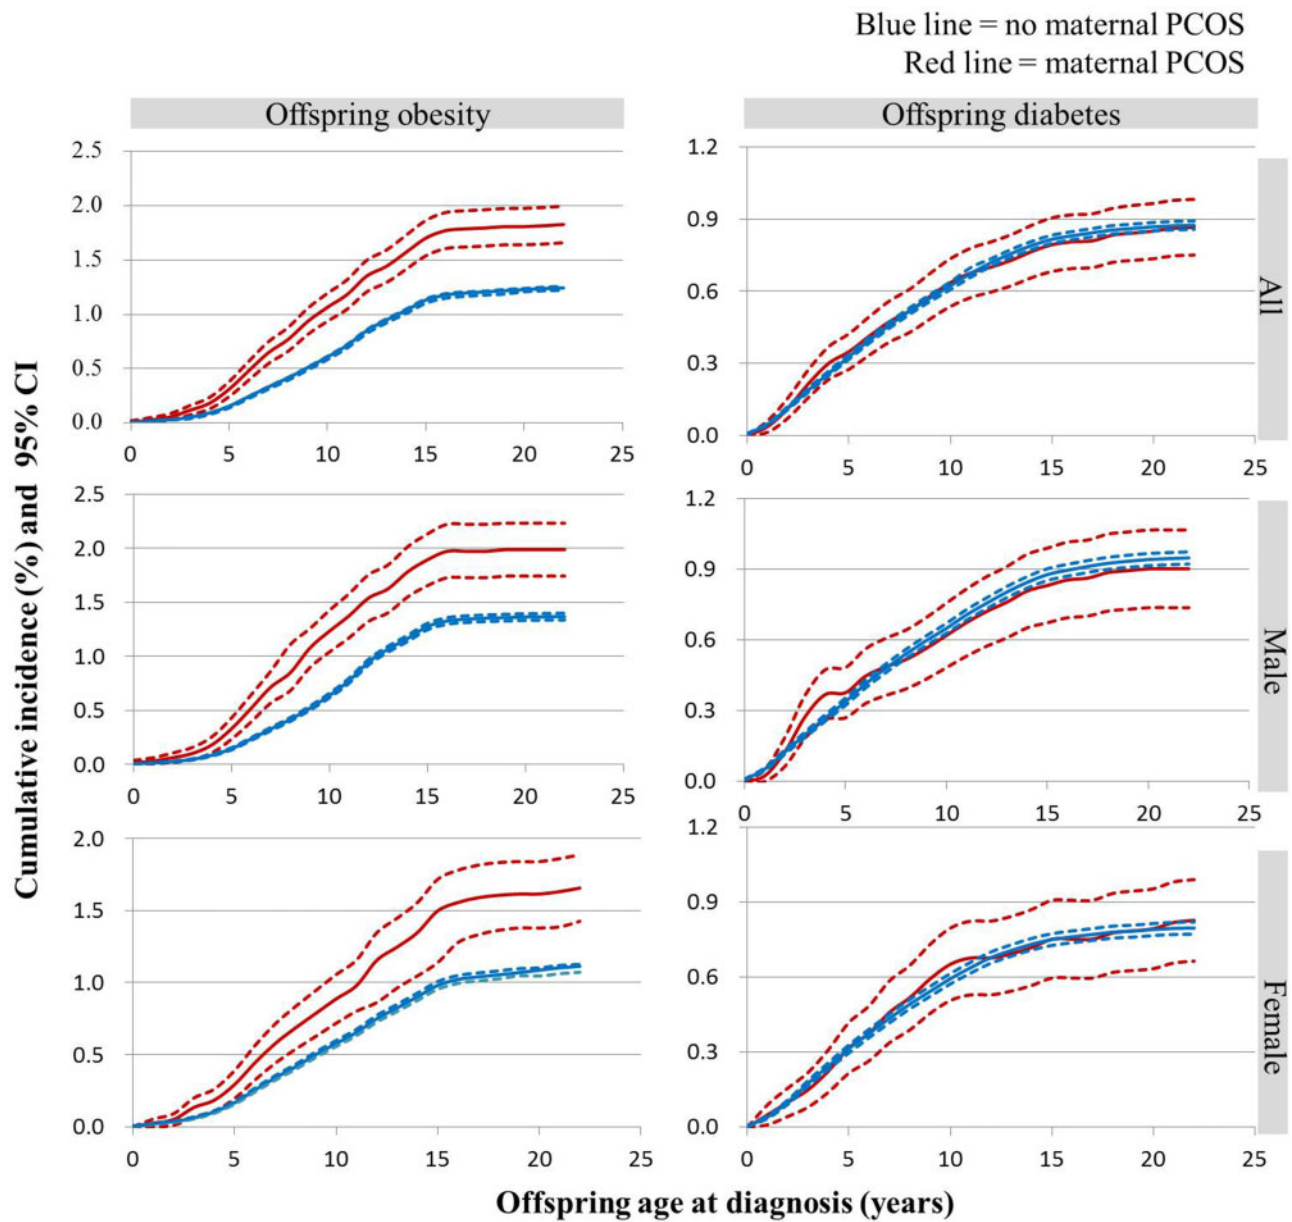 Blue line = no maternal PCOS
Red line = maternal PCOS
Offspring obesity
Offspring diabetes
Cumulative incidence (%) and 95% CI
2.5
2.0
1.5
1.0
0.5
0.0
0 5 10 15 20 25
1.2
0.9
0.6
0.3
0.0
0 5 10 15 20 25
All
2.5
2.0
1.5
1.0
0.5
0.0
0 5 10 15 20 25
1.2
0.9
0.6
0.3
0.0
0 5 10 15 20 25
Male
2.0
1.5
1.0
0.5
0.0
0 5 10 15 20 25
1.2
0.9
0.6
0.3
0.0
0 5 10 15 20 25
Female
Offspring age at diagnosis (years)